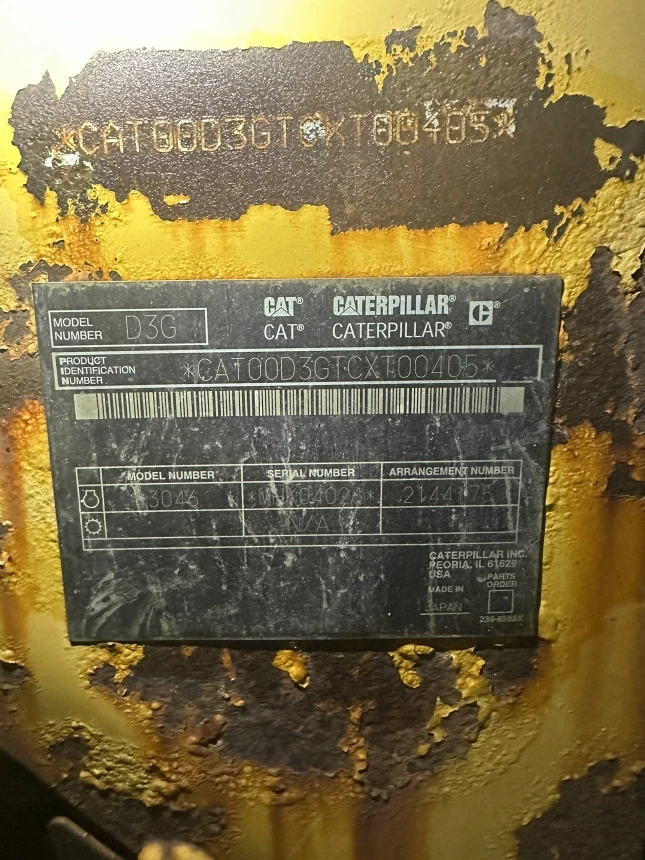 *CAT00D3GTCXT00405*
CAT® CATERPILLAR® C®
MODEL NUMBER D3G
CAT® CATERPILLAR®
PRODUCT IDENTIFICATION NUMBER *CAT00D3GTCXT00405*
MODEL NUMBER SERIAL NUMBER ARRANGEMENT NUMBER
3046
N/A
CATERPILLAR INC.
PEORIA, IL 61629
USA
PARTS ORDER
MADE IN
JAPAN